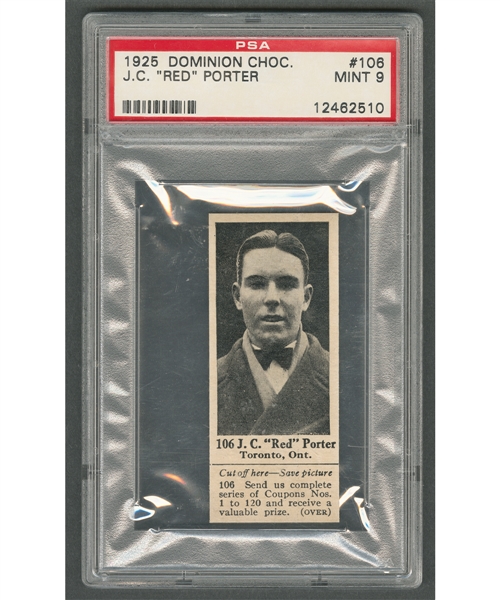 PSA
1925 DOMINION CHOC. #106
J.C. "RED" PORTER MINT 9
12462510
106 J. C. "Red" Porter
Toronto, Ont.
Cut off here—Save picture
106 Send us complete
series of Coupons Nos.
1 to 120 and receive a
valuable prize. (OVER)